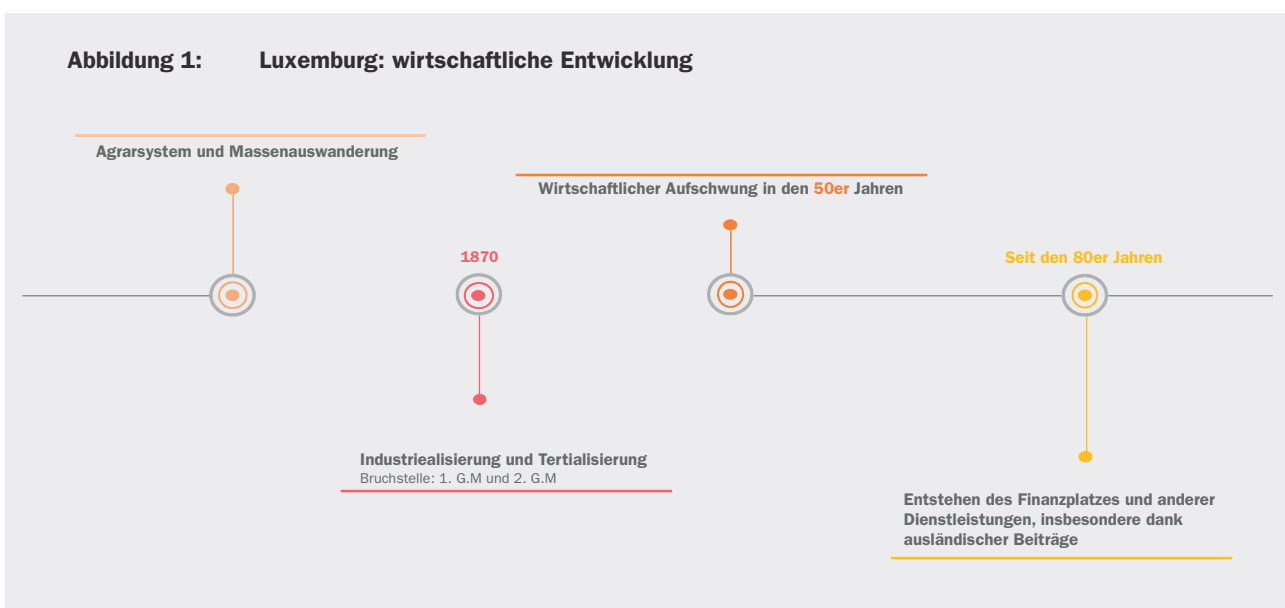 Abbildung 1: Luxemburg: wirtschaftliche Entwicklung
Agrarsystem und Massenauswanderung
Wirtschaftlicher Aufschwung in den 50er Jahren
1870
Seit den 80er Jahren
Industriealisierung und Tertialisierung
Bruchstelle: 1. G.M und 2. G.M
Entstehen des Finanzplatzes und anderer
Dienstleistungen, insbesondere dank
ausländischer Beiträge